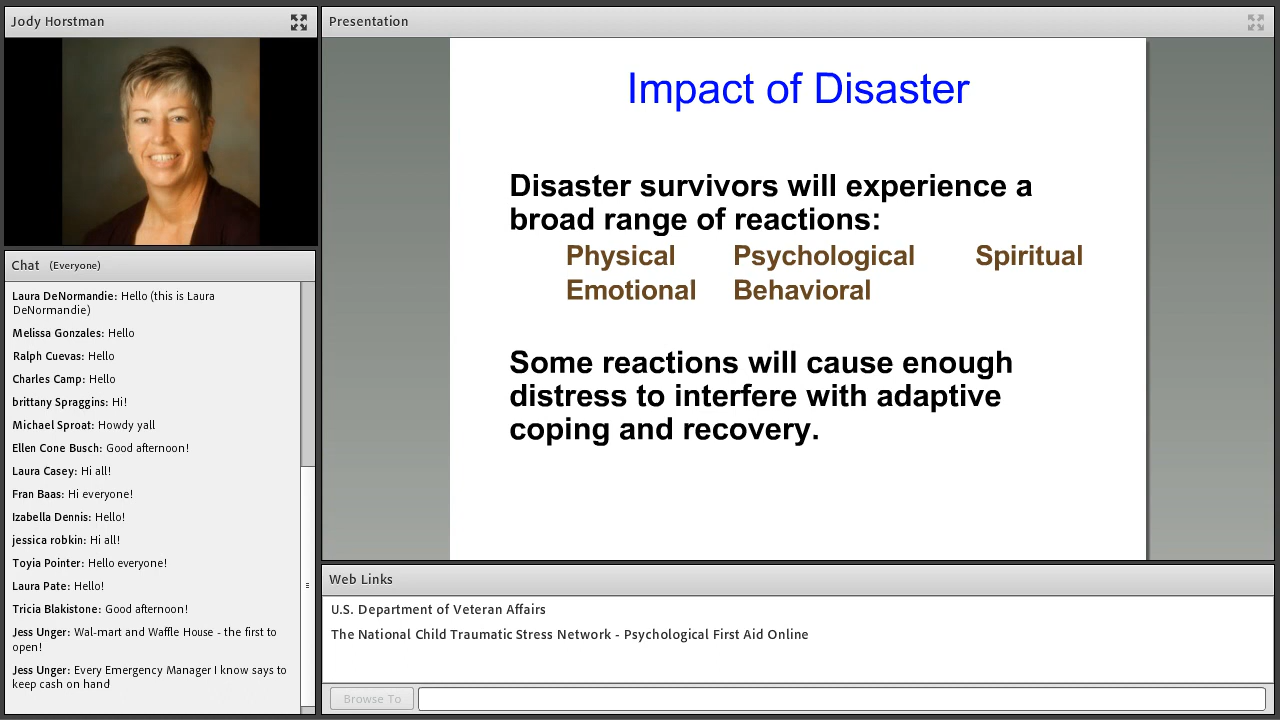 Jody Horstman
Chat (Everyone)
Laura DeNormandie: Hello (this is Laura
DeNormandie)
Melissa Gonzales: Hello
Ralph Cuevas: Hello
Charles Camp: Hello
brittany Spraggins: Hi!
Michael Sproat: Howdy yall
Ellen Cone Busch: Good afternoon!
Laura Casey: Hi all!
Fran Baas: Hi everyone!
Izabella Dennis: Hello!
jessica robkin: Hi all!
Toyia Pointer: Hello everyone!
Laura Pate: Hello!
Tricia Blakistone: Good afternoon!
Jess Unger: Wal-mart and Waffle House - the first to
open!
Jess Unger: Every Emergency Manager I know says to
keep cash on hand
Presentation
Impact of Disaster
Disaster survivors will experience a
broad range of reactions:
Physical Psychological Spiritual
Emotional Behavioral
Some reactions will cause enough
distress to interfere with adaptive
coping and recovery.
Web Links
U.S. Department of Veteran Affairs
The National Child Traumatic Stress Network - Psychological First Aid Online
Browse To